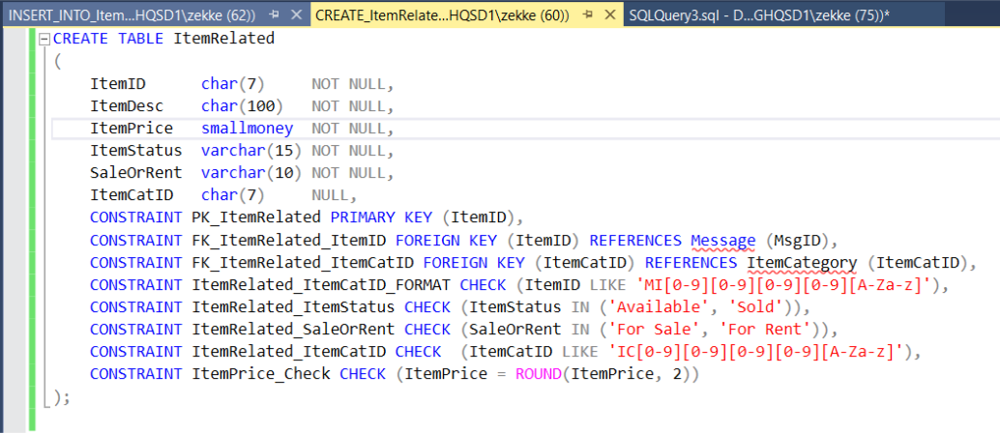 INSERT_INTO_Item...HQSD1\zekke (62)) CREATE_ItemRelate...HQSD1\zekke (60)) SQLQuery3.sql - D...GHQSD1\zekke (75))*
CREATE TABLE ItemRelated
(
ItemID char(7) NOT NULL,
ItemDesc char(100) NOT NULL,
ItemPrice smallmoney NOT NULL,
ItemStatus varchar(15) NOT NULL,
SaleOrRent varchar(10) NOT NULL,
ItemCatID char(7) NULL,
CONSTRAINT PK_ItemRelated PRIMARY KEY (ItemID),
CONSTRAINT FK_ItemRelated_ItemID FOREIGN KEY (ItemID) REFERENCES Message (MsgID),
CONSTRAINT FK_ItemRelated_ItemCatID FOREIGN KEY (ItemCatID) REFERENCES ItemCategory (ItemCatID),
CONSTRAINT ItemRelated_ItemCatID_FORMAT CHECK (ItemID LIKE 'MI[0-9][0-9][0-9][0-9][A-Za-z]'),
CONSTRAINT ItemRelated_ItemStatus CHECK (ItemStatus IN ('Available', 'Sold')),
CONSTRAINT ItemRelated_SaleOrRent CHECK (SaleOrRent IN ('For Sale', 'For Rent')),
CONSTRAINT ItemRelated_ItemCatID CHECK (ItemCatID LIKE 'IC[0-9][0-9][0-9][0-9][A-Za-z]'),
CONSTRAINT ItemPrice_Check CHECK (ItemPrice = ROUND(ItemPrice, 2))
);